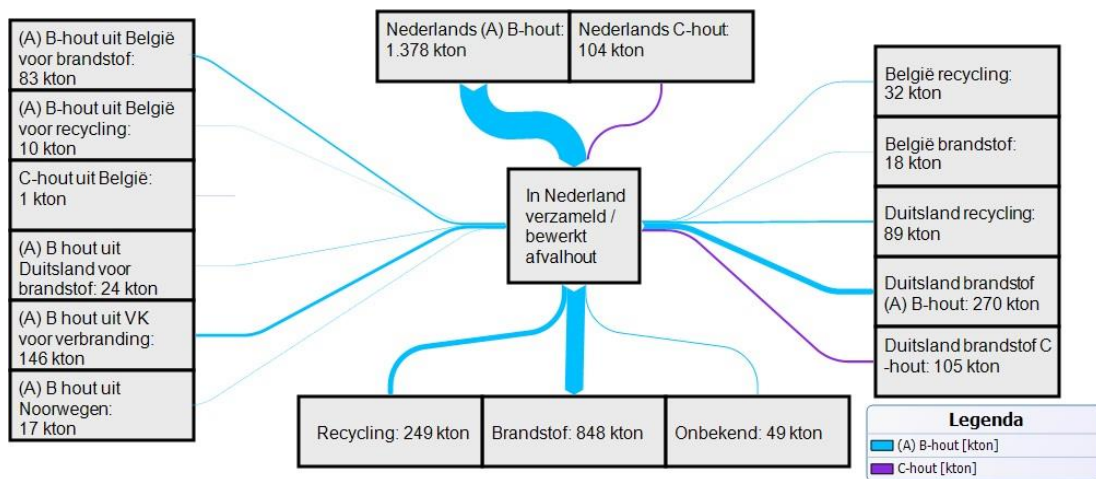 (A) B-hout uit België
voor brandstof:
83 kton
(A) B-hout uit België
voor recycling:
10 kton
C-hout uit België:
1 kton
(A) B hout uit
Duitsland voor
brandstof: 24 kton
(A) B hout uit VK
voor verbranding:
146 kton
(A) B hout uit
Noorwegen:
17 kton
Nederlands (A) B-hout:
1.378 kton
Nederlands C-hout:
104 kton
In Nederland
verzameld /
bewerkt
afvalhout
België recycling:
32 kton
België brandstof:
18 kton
Duitsland recycling:
89 kton
Duitsland brandstof
(A) B-hout: 270 kton
Duitsland brandstof C
-hout: 105 kton
Recycling: 249 kton
Brandstof: 848 kton
Onbekend: 49 kton
Legenda
(A) B-hout [kton]
C-hout [kton]